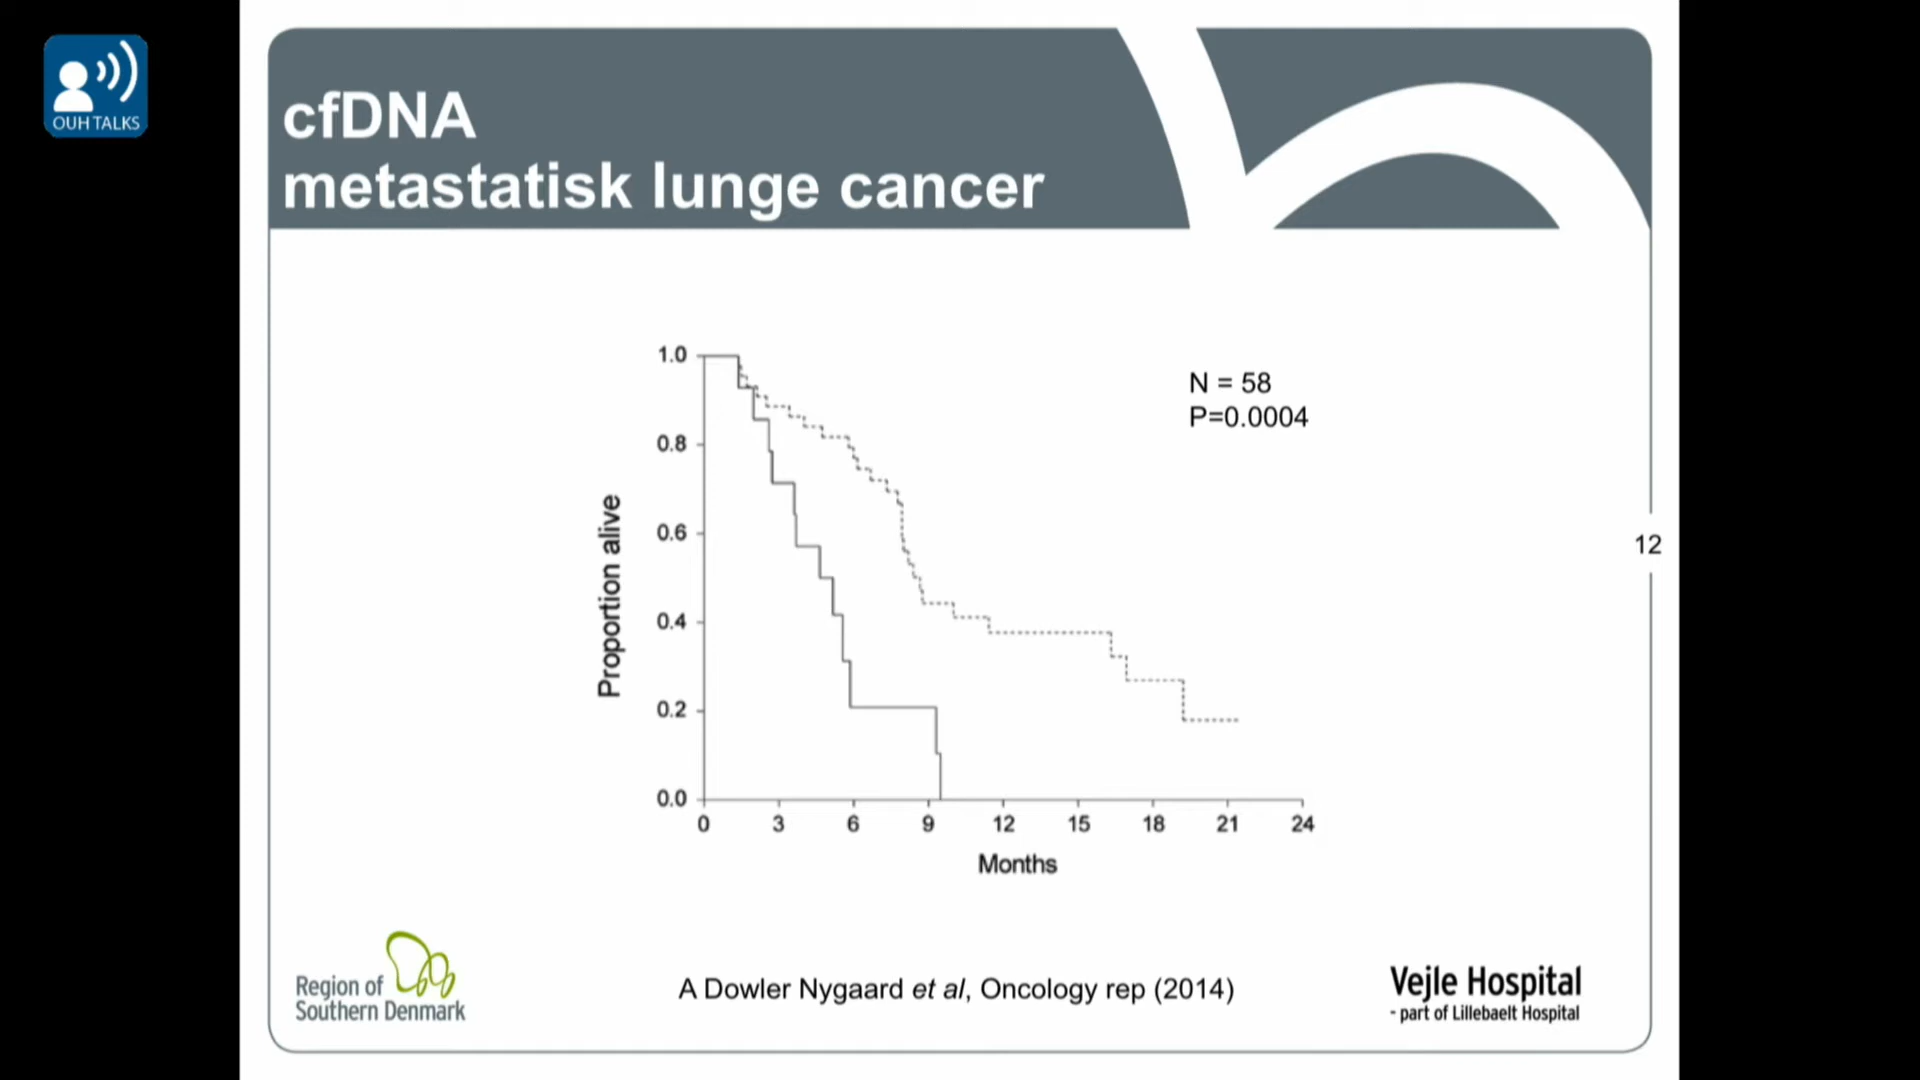 OUH TALKS
cfDNA
metastatisk lunge cancer
N = 58
P=0.0004
12
Proportion alive
1.0
0.8
0.6
0.4
0.2
0.0
0 3 6 9 12 15 18 21 24
Months
Region of
Southern Denmark
A Dowler Nygaard et al, Oncology rep (2014)
Vejle Hospital
- part of Lillebaelt Hospital